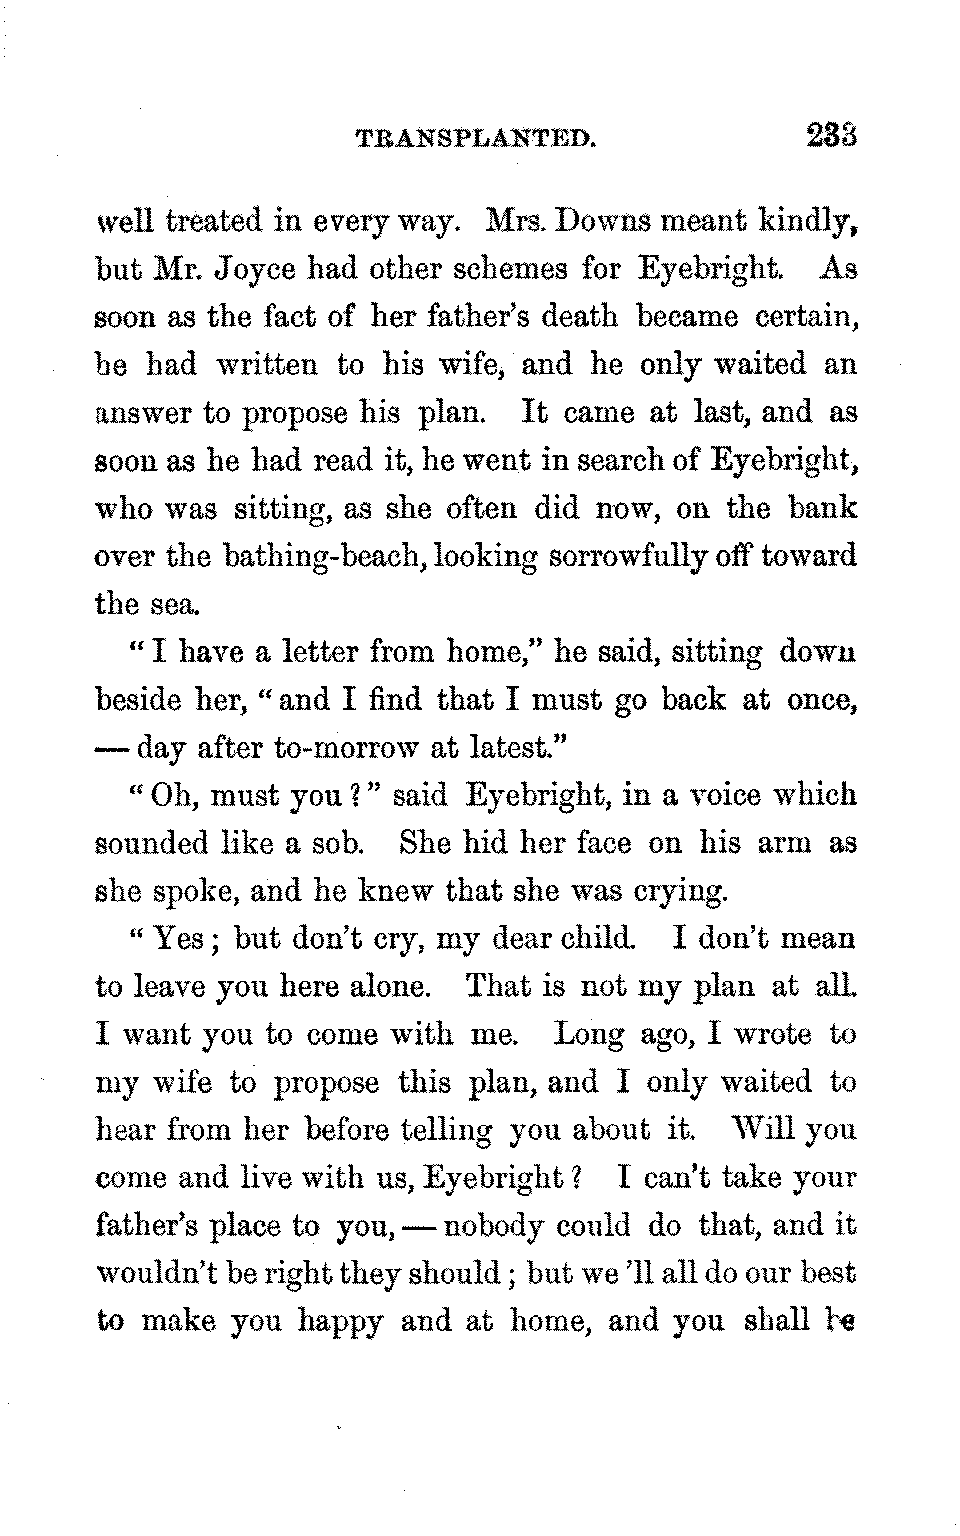 TRANSPLANTED. 233
well treated in every way. Mrs. Downs meant kindly,
but Mr. Joyce had other schemes for Eyebright. As
soon as the fact of her father's death became certain,
he had written to his wife, and he only waited an
answer to propose his plan. It came at last, and as
soon as he had read it, he went in search of Eyebright,
who was sitting, as she often did now, on the bank
over the bathing-beach, looking sorrowfully off toward
the sea.
"I have a letter from home," he said, sitting down
beside her, "and I find that I must go back at once,
— day after to-morrow at latest."
"Oh, must you?" said Eyebright, in a voice which
sounded like a sob. She hid her face on his arm as
she spoke, and he knew that she was crying.
"Yes; but don't cry, my dear child. I don't mean
to leave you here alone. That is not my plan at all.
I want you to come with me. Long ago, I wrote to
my wife to propose this plan, and I only waited to
hear from her before telling you about it. Will you
come and live with us, Eyebright? I can't take your
father's place to you, — nobody could do that, and it
wouldn't be right they should; but we 'll all do our best
to make you happy and at home, and you shall be